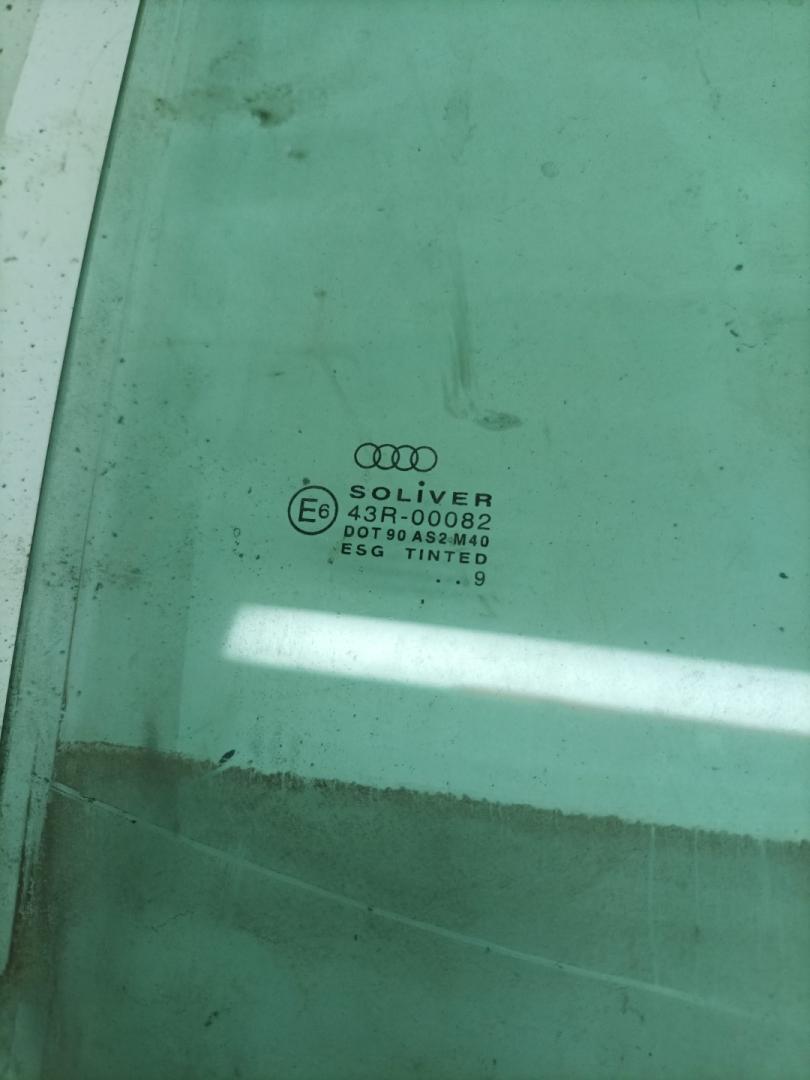 SOLiVER
E6 43R-00082
DOT 90 AS2 M40
ESG TINTED
. . 9